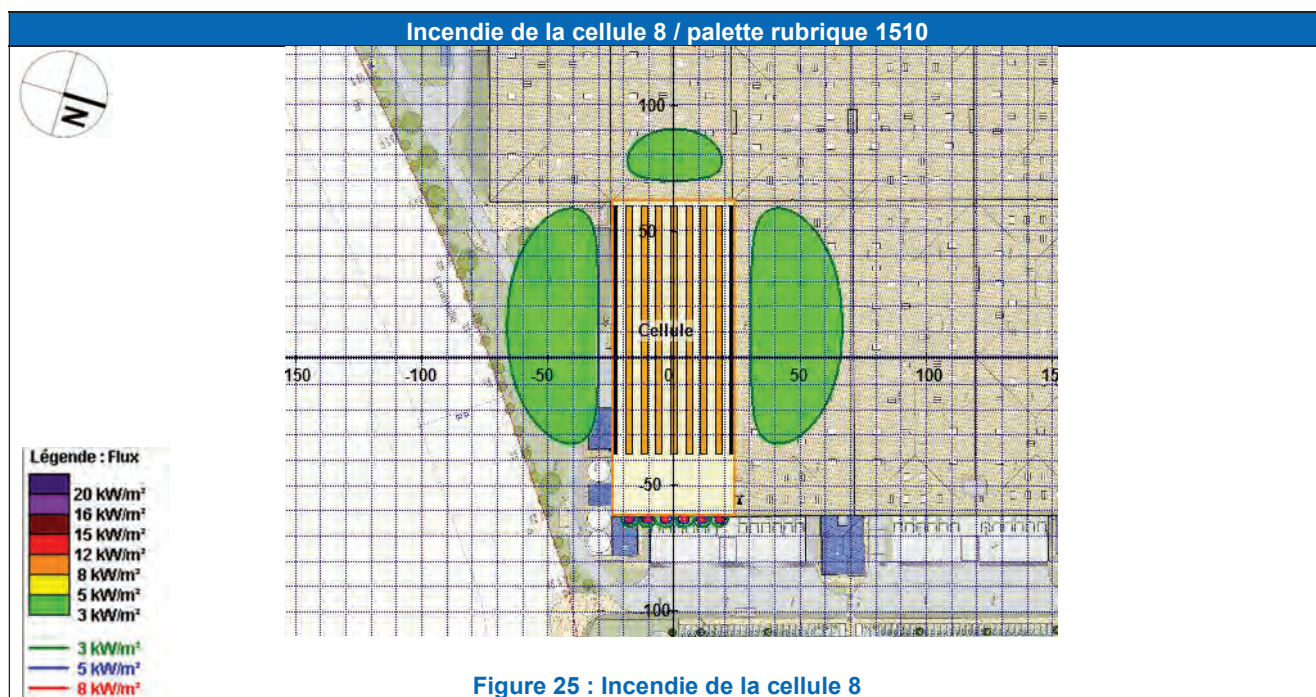 Incendie de la cellule 8 / palette rubrique 1510
N
100
50
Cellule
150 -100 -50 0 50 100 15
-50
-100
Légende : Flux
20 kW/m²
16 kW/m²
15 kW/m²
12 kW/m²
8 kW/m²
5 kW/m²
3 kW/m²
3 kW/m²
5 kW/m²
8 kW/m²
Figure 25 : Incendie de la cellule 8